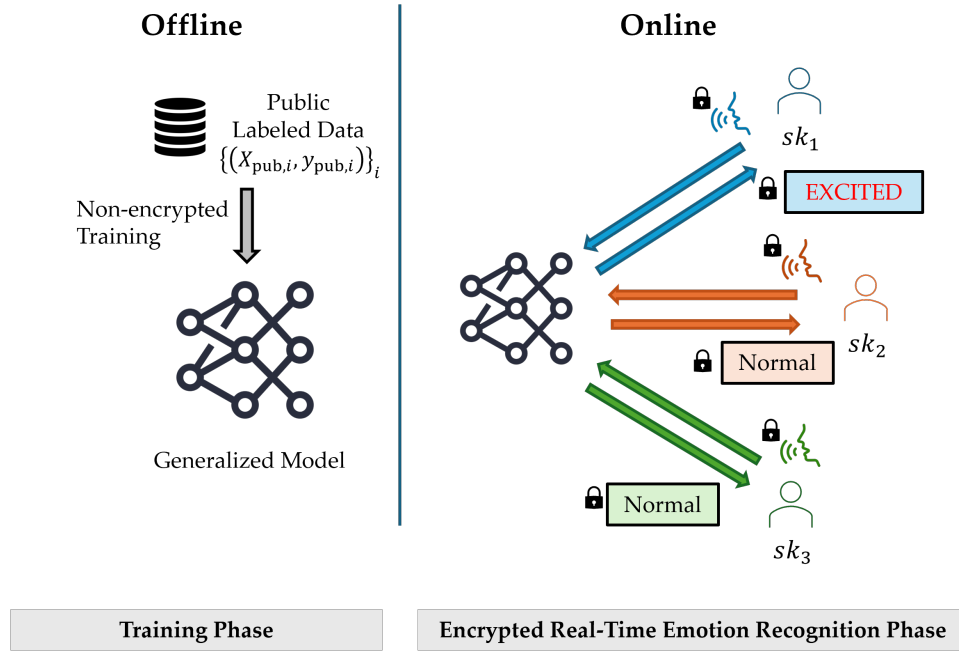 Offline
Public
Labeled Data
{(X_pub,i, y_pub,i)}_i
Non-encrypted
Training
Generalized Model
Training Phase
Online
sk_1
EXCITED
sk_2
Normal
Normal
sk_3
Encrypted Real-Time Emotion Recognition Phase